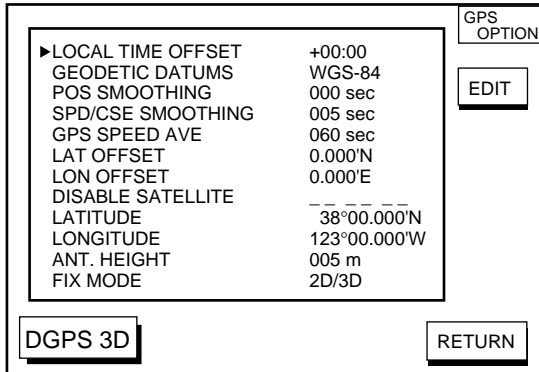 GPS
OPTION
▶LOCAL TIME OFFSET +00:00
GEODETIC DATUMS WGS-84
POS SMOOTHING 000 sec
SPD/CSE SMOOTHING 005 sec
GPS SPEED AVE 060 sec
LAT OFFSET 0.000'N
LON OFFSET 0.000'E
DISABLE SATELLITE _ _ _ _ _ _
LATITUDE 38°00.000'N
LONGITUDE 123°00.000'W
ANT. HEIGHT 005 m
FIX MODE 2D/3D
EDIT
DGPS 3D
RETURN